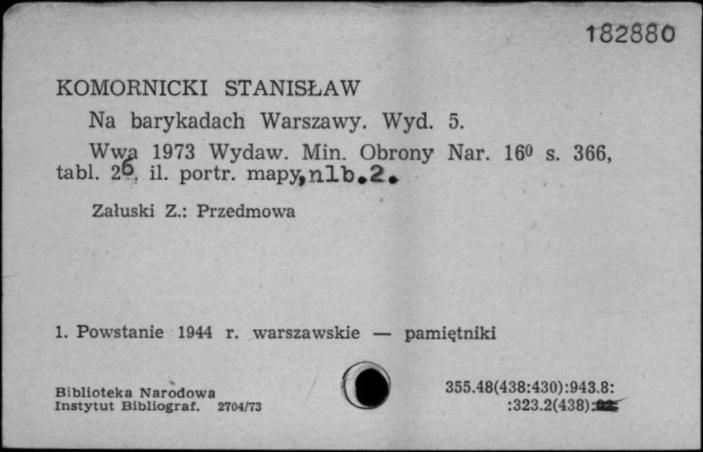 182880
KOMORNICKI STANISŁAW
Na barykadach Warszawy. Wyd. 5.
Wwa 1973 Wydaw. Min. Obrony Nar. 16⁰ s. 366,
tabl. 26, il. portr. mapy,nlb.2.
Załuski Z.: Przedmowa
1. Powstanie 1944 r. warszawskie — pamiętniki
Biblioteka Narodowa
Instytut Bibliograf. 2704/73
355.48(438:430):943.8:
:323.2(438):